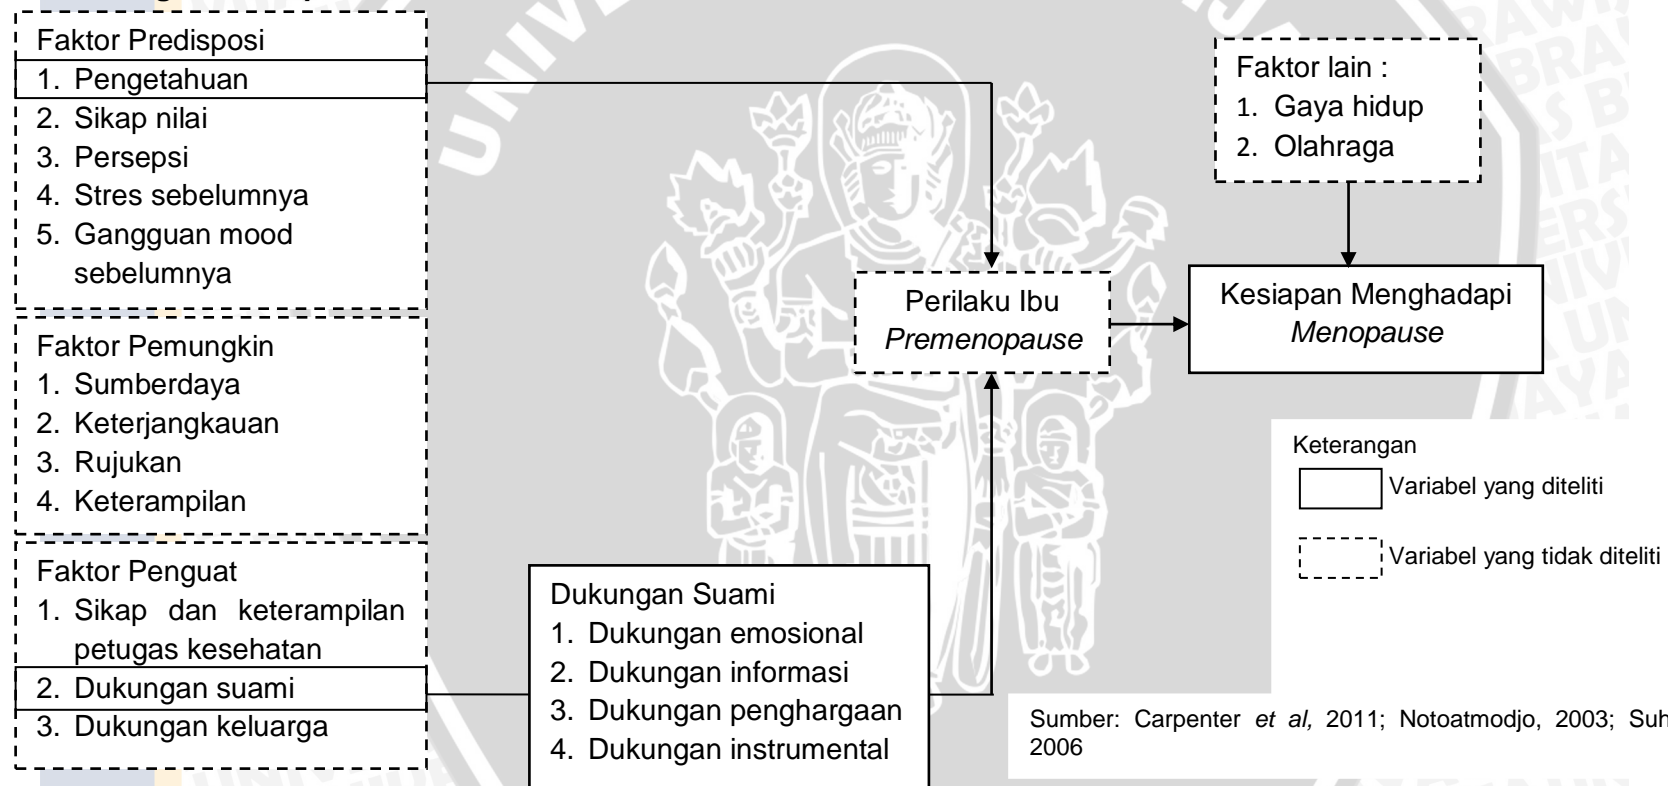 Faktor Predisposi
1. Pengetahuan
2. Sikap nilai
3. Persepsi
4. Stres sebelumnya
5. Gangguan mood
sebelumnya
Faktor Pemungkin
1. Sumberdaya
2. Keterjangkauan
3. Rujukan
4. Keterampilan
Faktor Penguat
1. Sikap dan keterampilan
petugas kesehatan
2. Dukungan suami
3. Dukungan keluarga
Dukungan Suami
1. Dukungan emosional
2. Dukungan informasi
3. Dukungan penghargaan
4. Dukungan instrumental
Perilaku Ibu
Premenopause
Faktor lain :
1. Gaya hidup
2. Olahraga
Kesiapan Menghadapi
Menopause
Keterangan
Variabel yang diteliti
Variabel yang tidak diteliti
Sumber: Carpenter et al, 2011; Notoatmodjo, 2003;
2006